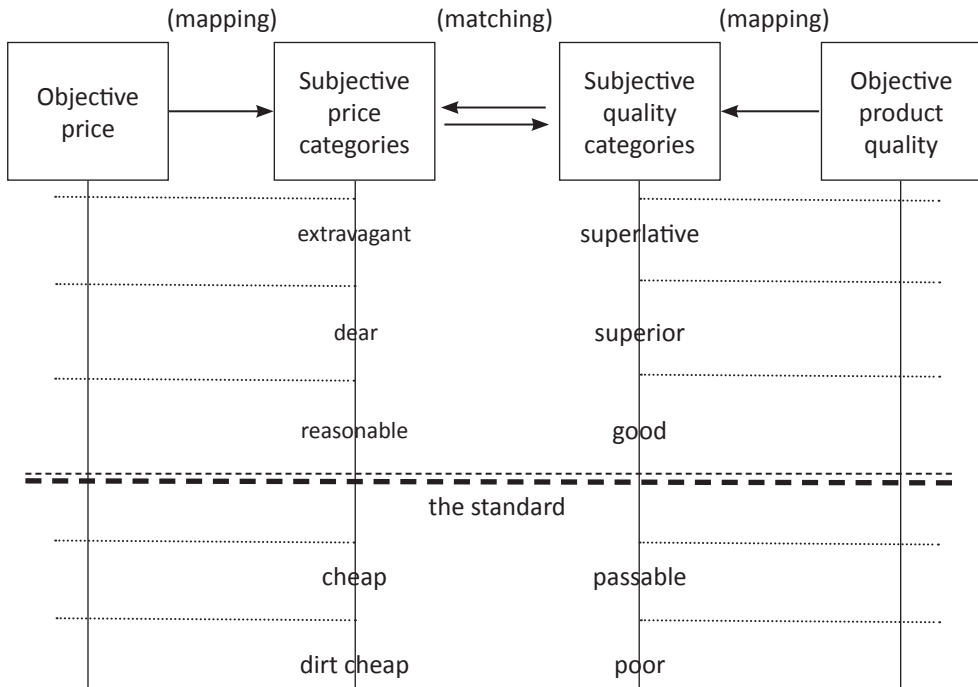 (mapping) (matching) (mapping)
Objective
price
Subjective
price
categories
Subjective
quality
categories
Objective
product
quality
extravagant superlative
dear superior
reasonable good
the standard
cheap passable
dirt cheap poor